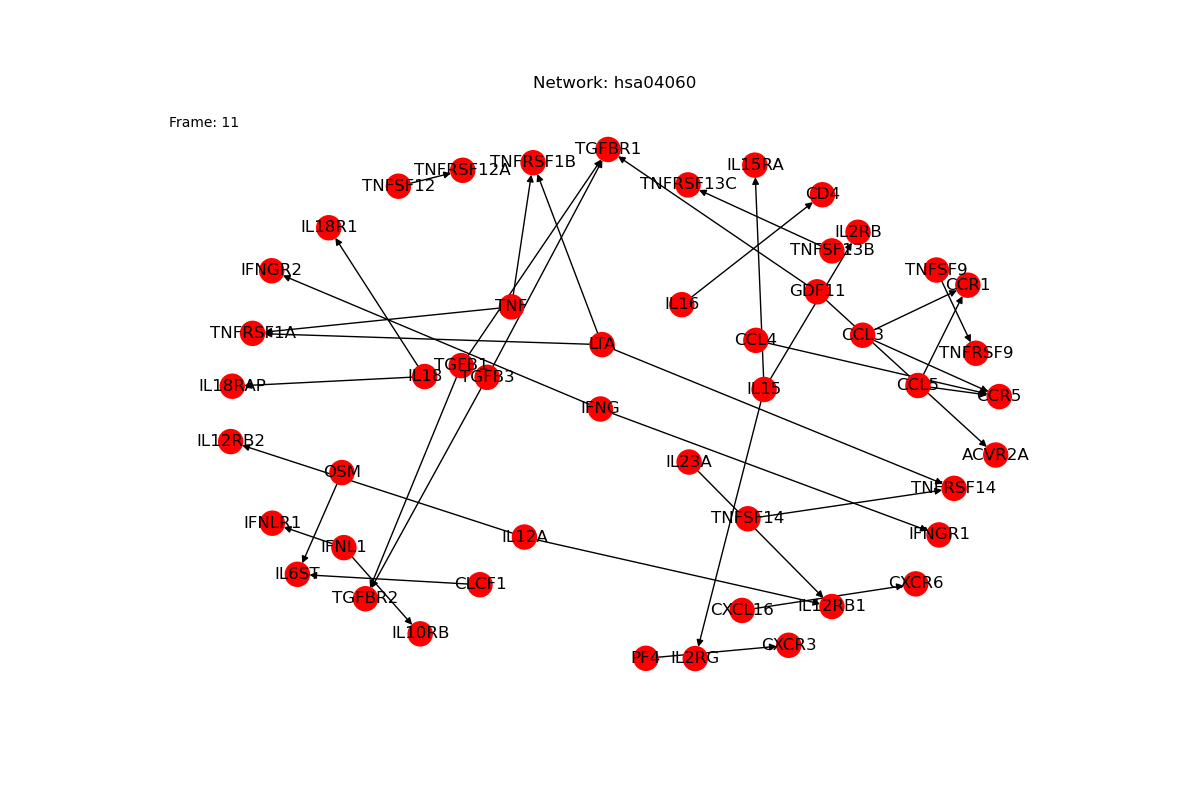 Network: hsa04060
Frame: 11
TGFBR1
TNFRSF1B
IL15RA
TNFRSF12A
TNFSF12
TNFRSF13C
CD4
IL18R1
IL2RB
TNFSF13B
IFNGR2
TNFSF9
CCR1
GDF11
IL16
TNF
TNFRSF1A
CCL3
CCL4
LTA
TNFRSF9
TGFB1
IL18
TGFB3
IL18RAP
CCL5
IL15
CCR5
IFNG
IL12RB2
ACVR2A
IL23A
OSM
TNFRSF14
TNFSF14
IFNLR1
IFNGR1
IL12A
IFNL1
IL6ST
CLCF1
CXCR6
TGFBR2
IL12RB1
CXCL16
IL10RB
CXCR3
PF4
IL2RG